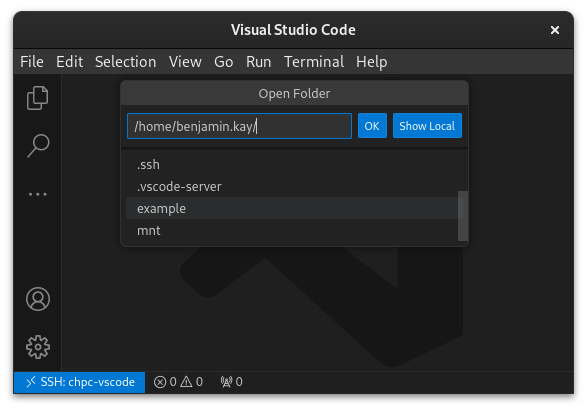 Visual Studio Code
File Edit Selection View Go Run Terminal Help
Open Folder
/home/benjamin.kay/ OK Show Local
.ssh
.vscode-server
example
mnt
SSH: chpc-vscode 0 0 0